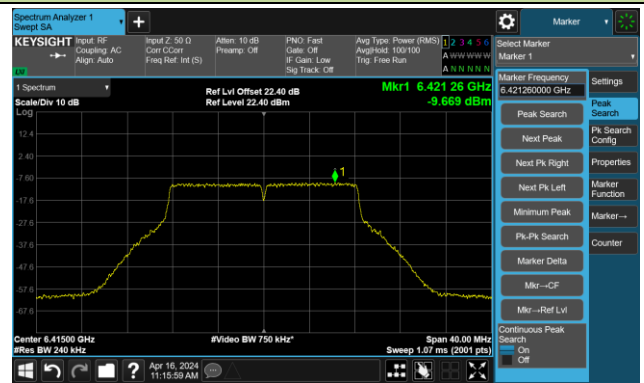 Spectrum Analyzer 1
Swept SA
Marker
KEYSIGHT
Input: RF
Coupling: AC
Align: Auto
Input Z: 50 Ω
Corr CCorr
Freq Ref: Int (S)
Atten: 10 dB
Preamp: Off
PNO: Fast
Gate: Off
IF Gain: Low
Sig Track: Off
Avg Type: Power (RMS)
Avg|Hold: 100/100
Trig: Free Run
1 2 3 4 5 6
A W W W W W
A N N N N N
LXI
Select Marker
Marker 1
1 Spectrum
Scale/Div 10 dB
Log
Ref Lvl Offset 22.40 dB
Ref Level 22.40 dBm
Mkr1 6.421 26 GHz
-9.669 dBm
12.4
2.40
-7.60
-17.6
-27.6
-37.6
-47.6
-57.6
-67.6
1
Center 6.41500 GHz
#Res BW 240 kHz
#Video BW 750 kHz*
Span 40.00 MHz
Sweep 1.07 ms (2001 pts)
Marker Frequency
6.421260000 GHz
Peak Search
Next Peak
Next Pk Right
Next Pk Left
Minimum Peak
Pk-Pk Search
Marker Delta
Mkr→CF
Mkr→Ref Lvl
Continuous Peak
Search
On
Off
Settings
Peak
Search
Pk Search
Config
Properties
Marker
Function
Marker→
Counter
Apr 16, 2024
11:15:59 AM